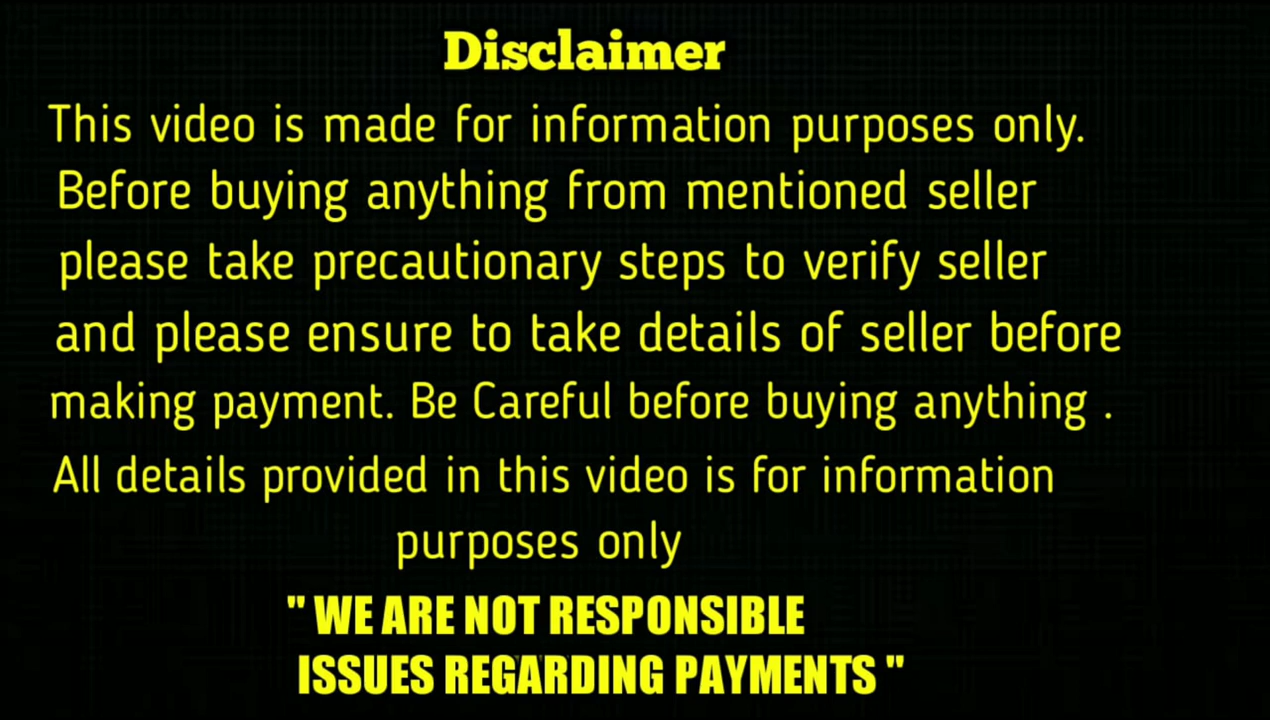 Disclaimer
This video is made for information purposes only.
Before buying anything from mentioned seller
please take precautionary steps to verify seller
and please ensure to take details of seller before
making payment. Be Careful before buying anything .
All details provided in this video is for information
purposes only
" WE ARE NOT RESPONSIBLE
ISSUES REGARDING PAYMENTS "